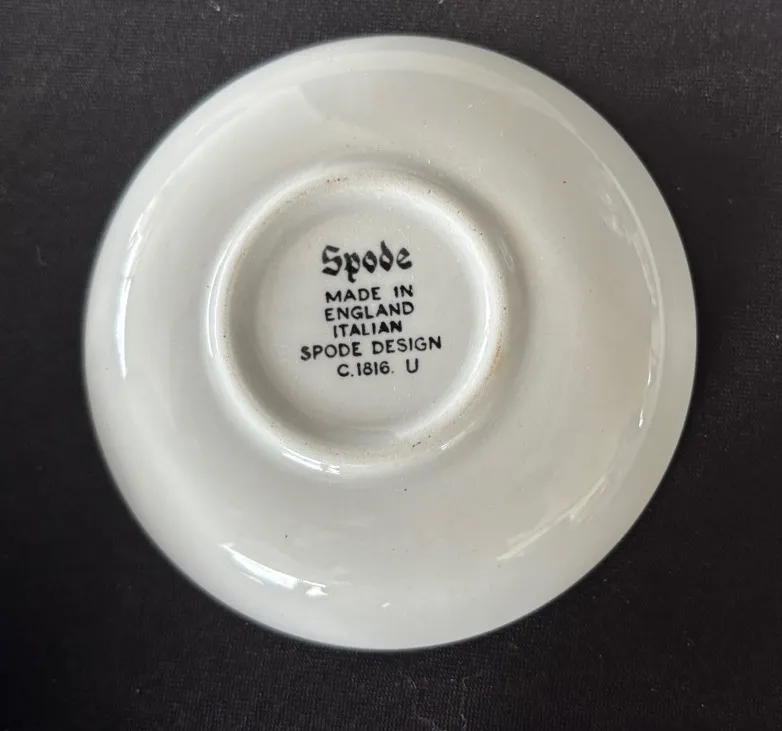 Spode
MADE IN
ENGLAND
ITALIAN
SPODE DESIGN
C.1816. U